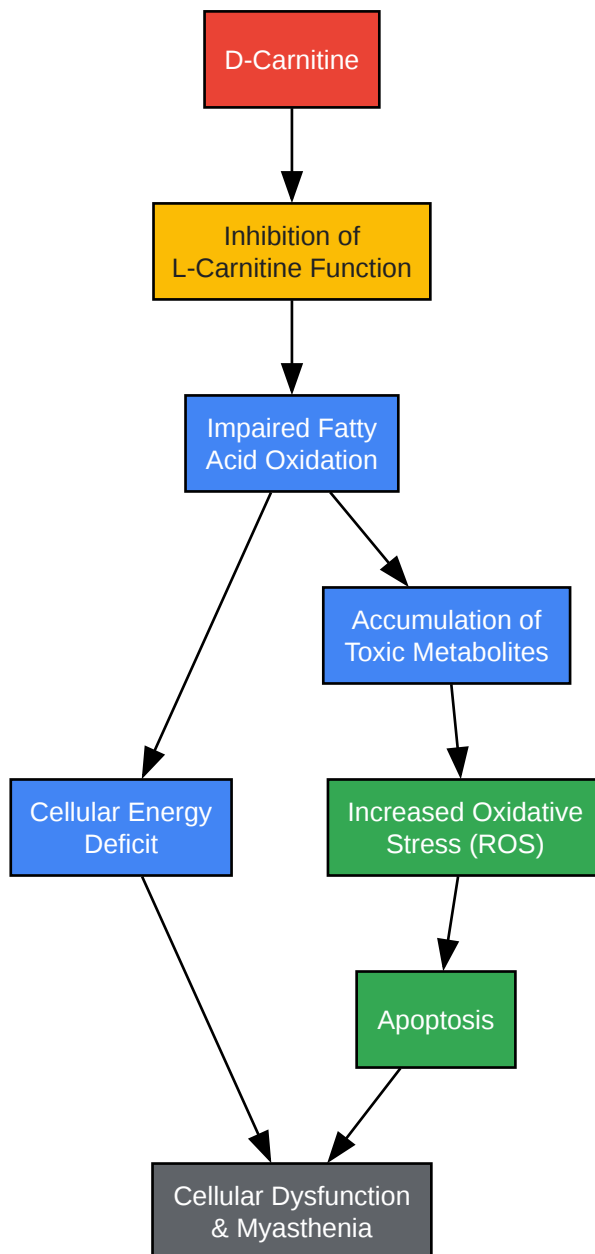 D-Carnitine
Inhibition of
L-Carnitine Function
Impaired Fatty
Acid Oxidation
Accumulation of
Toxic Metabolites
Cellular Energy
Deficit
Increased Oxidative
Stress (ROS)
Apoptosis
Cellular Dysfunction
& Myasthenia